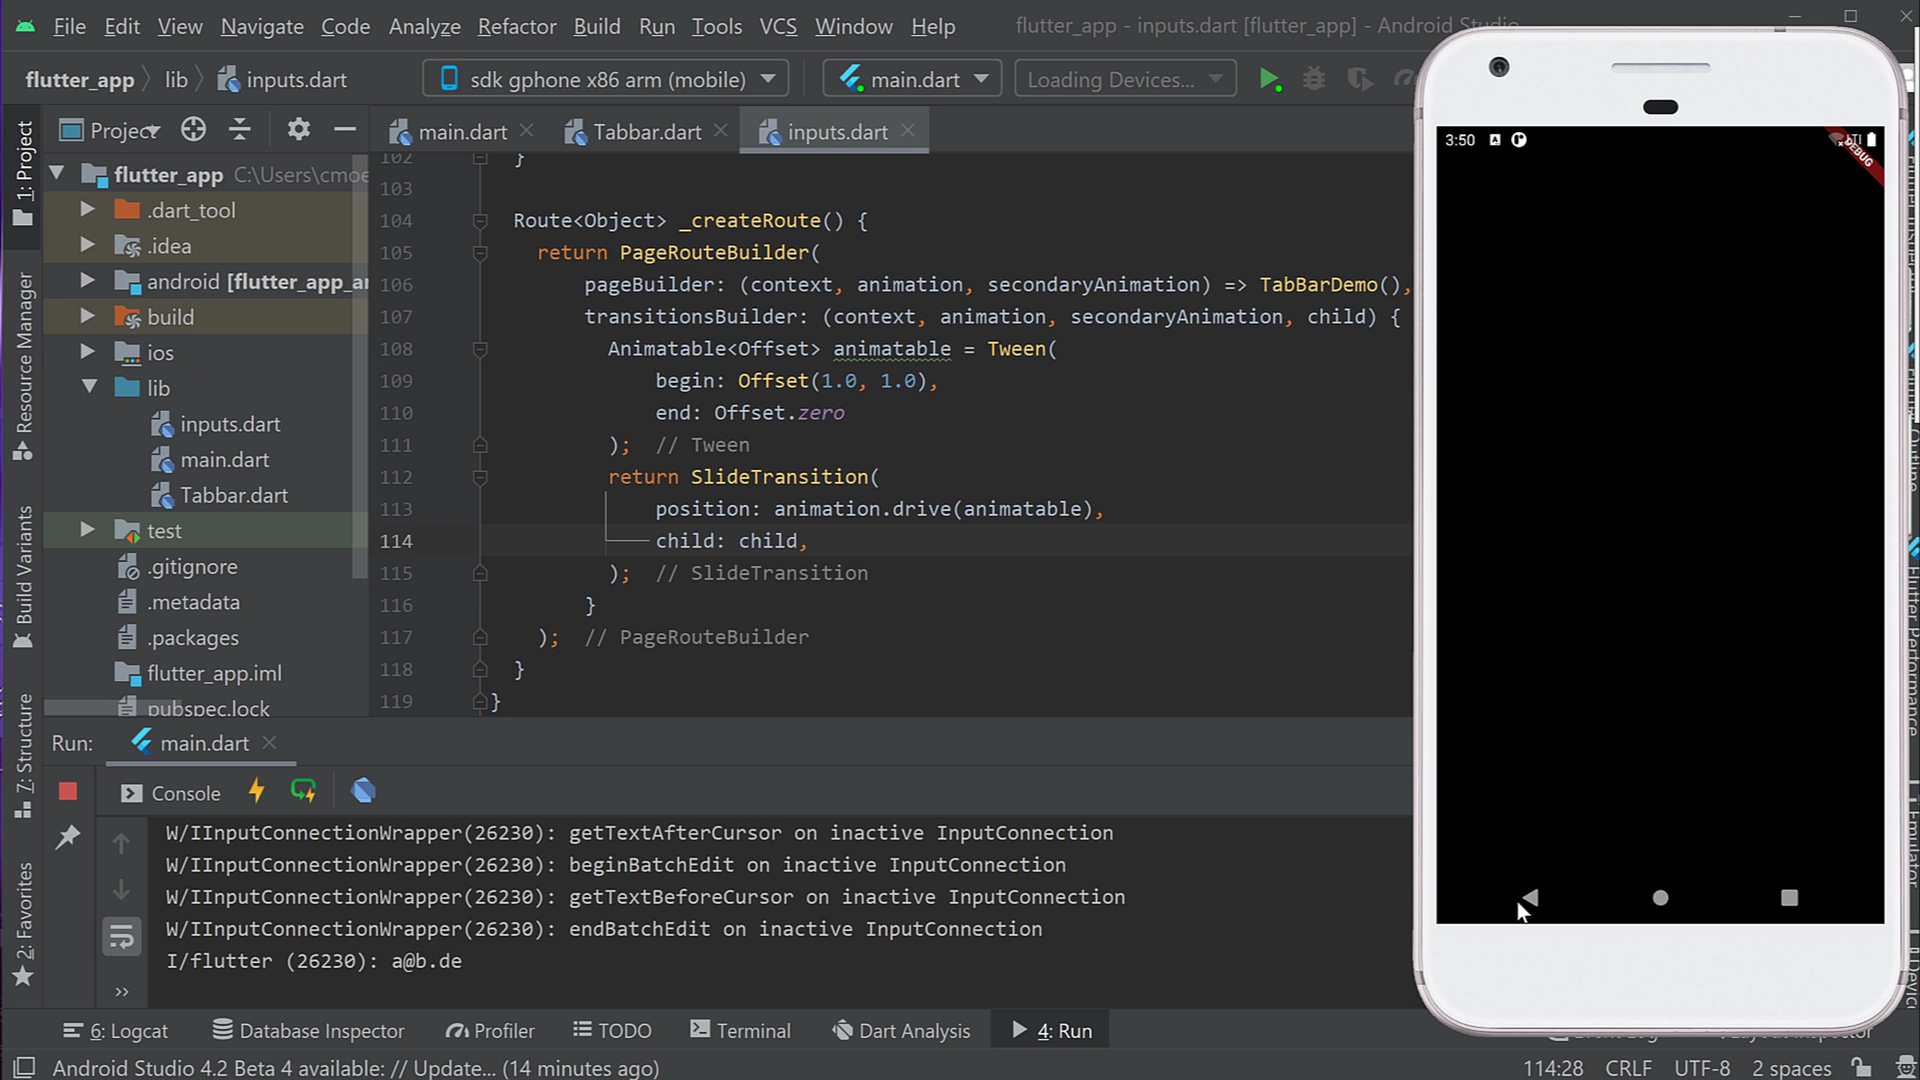 File Edit View Navigate Code Analyze Refactor Build Run Tools VCS Window Help flutter_app - inputs.dart [flutter_app] - Android Studio
flutter_app lib inputs.dart sdk gphone x86 arm (mobile) main.dart Loading Devices...
Project main.dart Tabbar.dart inputs.dart
1: Project
Resource Manager
Build Variants
7: Structure
2: Favorites
flutter_app C:\Users\cmoe
.dart_tool
.idea
android [flutter_app_a
build
ios
lib
inputs.dart
main.dart
Tabbar.dart
test
.gitignore
.metadata
.packages
flutter_app.iml
pubspec.lock
102 }
103
104 Route<Object> _createRoute() {
105 return PageRouteBuilder(
106 pageBuilder: (context, animation, secondaryAnimation) => TabBarDemo(),
107 transitionsBuilder: (context, animation, secondaryAnimation, child) {
108 Animatable<Offset> animatable = Tween(
109 begin: Offset(1.0, 1.0),
110 end: Offset.zero
111 ); // Tween
112 return SlideTransition(
113 position: animation.drive(animatable),
114 child: child,
115 ); // SlideTransition
116 }
117 ); // PageRouteBuilder
118 }
119 }
3:50
DEBUG
Run: main.dart
Console
W/IInputConnectionWrapper(26230): getTextAfterCursor on inactive InputConnection
W/IInputConnectionWrapper(26230): beginBatchEdit on inactive InputConnection
W/IInputConnectionWrapper(26230): getTextBeforeCursor on inactive InputConnection
W/IInputConnectionWrapper(26230): endBatchEdit on inactive InputConnection
I/flutter (26230): a@b.de
Flutter Performance
Emulator
6: Logcat Database Inspector Profiler TODO Terminal Dart Analysis 4: Run
Android Studio 4.2 Beta 4 available: // Update... (14 minutes ago) 114:28 CRLF UTF-8 2 spaces